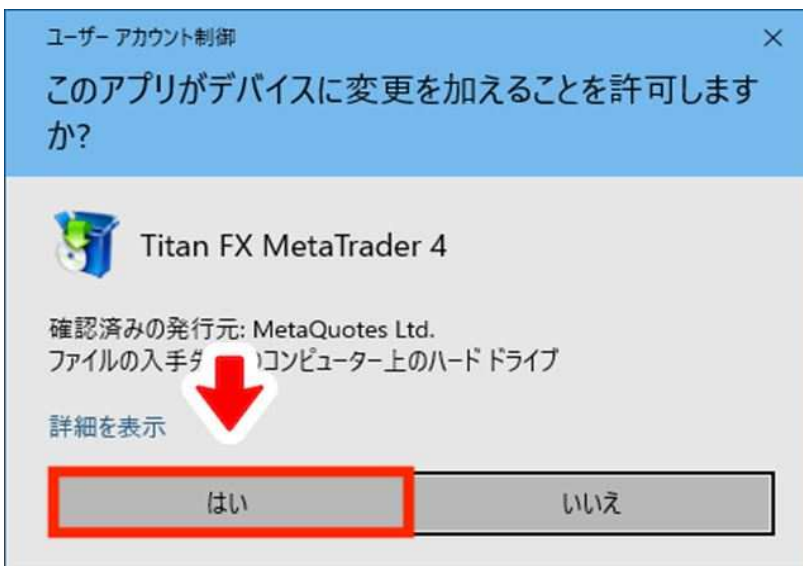 ユーザー アカウント制御
このアプリがデバイスに変更を加えることを許可します
か?
Titan FX MetaTrader 4
確認済みの発行元: MetaQuotes Ltd.
ファイルの入手 コンピューター上のハード ドライブ
詳細を表示
はい
いいえ